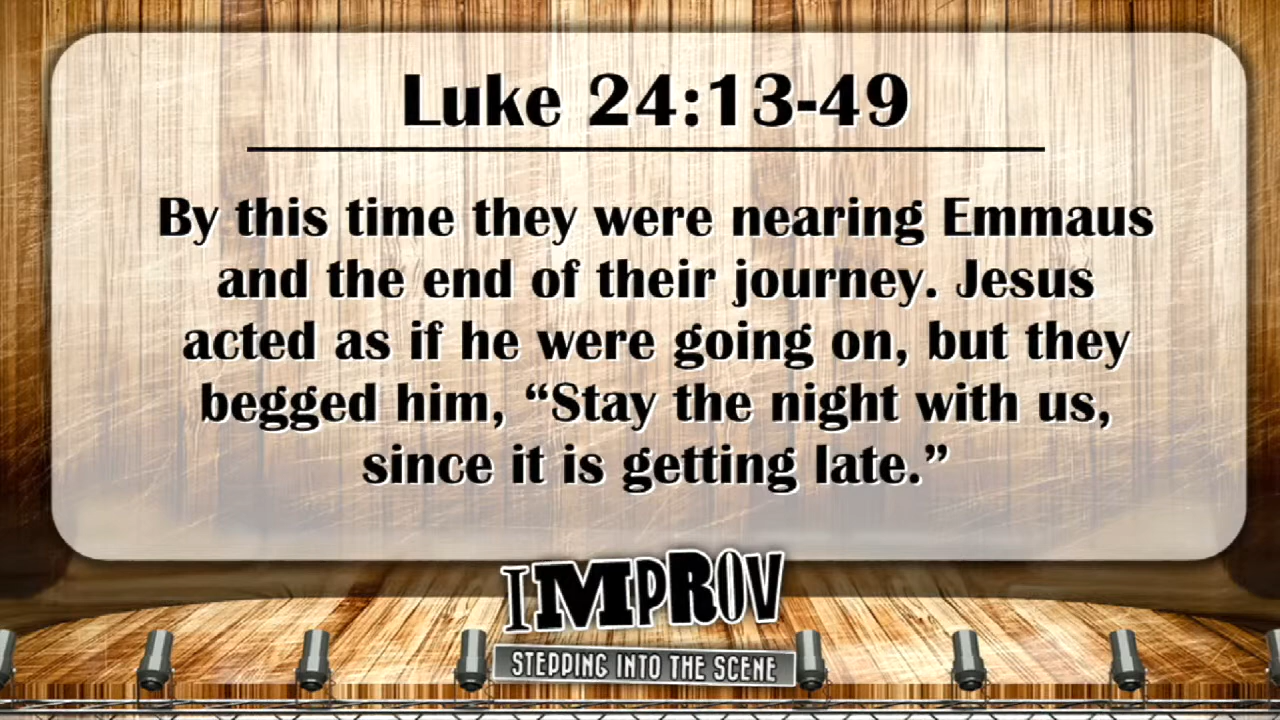 Luke 24:13-49
By this time they were nearing Emmaus
and the end of their journey. Jesus
acted as if he were going on, but they
begged him, “Stay the night with us,
since it is getting late.”
IMPROV
STEPPING INTO THE SCENE